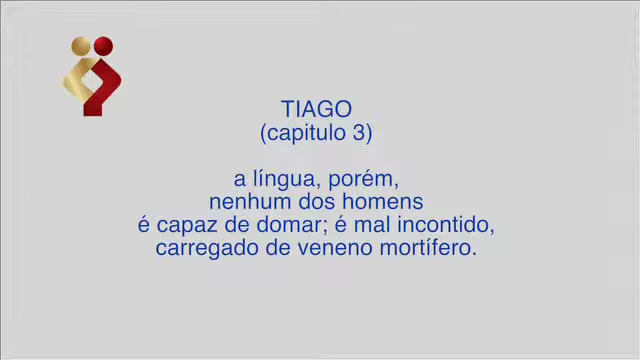 TIAGO
(capitulo 3)
a língua, porém,
nenhum dos homens
é capaz de domar; é mal incontido,
carregado de veneno mortífero.